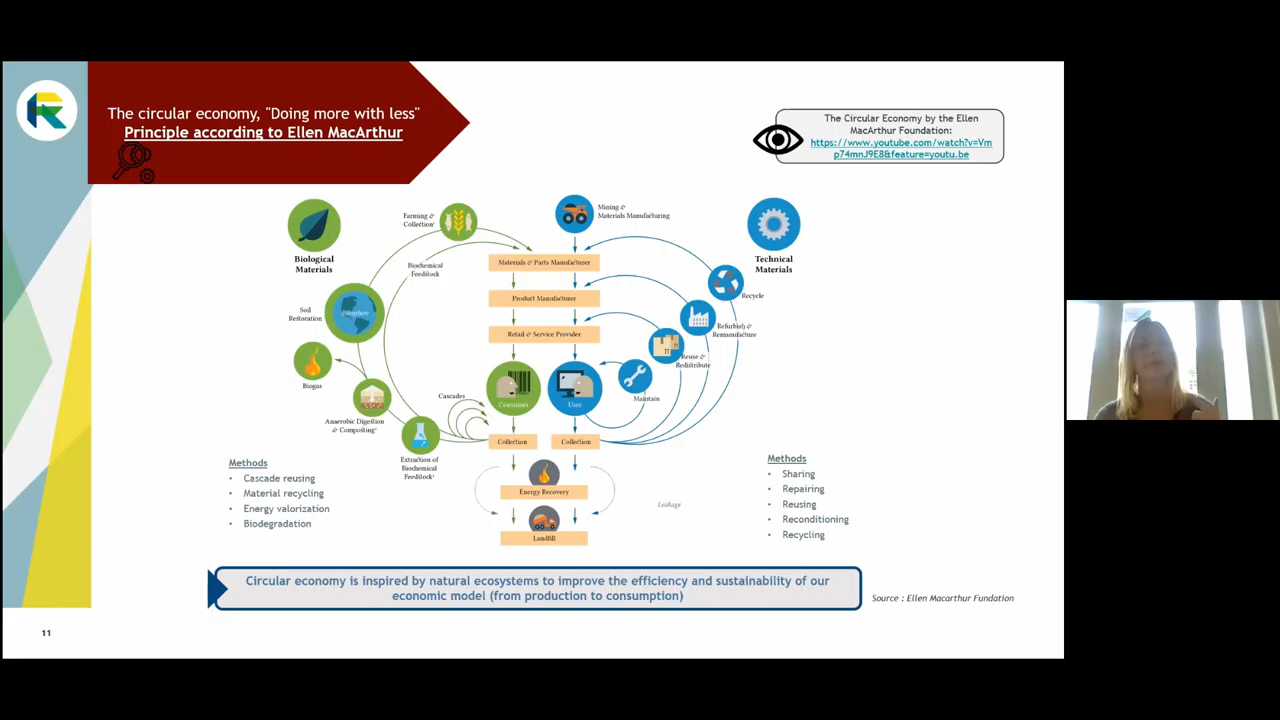 The circular economy, "Doing more with less"
Principle according to Ellen MacArthur
The Circular Economy by the Ellen
MacArthur Foundation:
https://www.youtube.com/watch?v=Vm
p74mnJ9E8&feature=youtu.be
Biological
Materials
Farming &
Collection¹
Mining &
Materials Manufacturing
Technical
Materials
Biochemical
Feedstock
Materials & Parts Manufacturer
Recycle
Soil
Restoration
Biosphere
Product Manufacturer
Refurbish &
Remanufacture
Retail & Service Provider
Reuse &
Redistribute
Biogas
Maintain
Cascades
Consumer
User
Anaerobic Digestion
& Composting²
Collection
Collection
Extraction of
Biochemical
Feedstock²
Methods
• Cascade reusing
• Material recycling
• Energy valorization
• Biodegradation
Energy Recovery
Leakage
Landfill
Methods
• Sharing
• Repairing
• Reusing
• Reconditioning
• Recycling
Circular economy is inspired by natural ecosystems to improve the efficiency and sustainability of our
economic model (from production to consumption)
Source : Ellen Macarthur Fundation
11